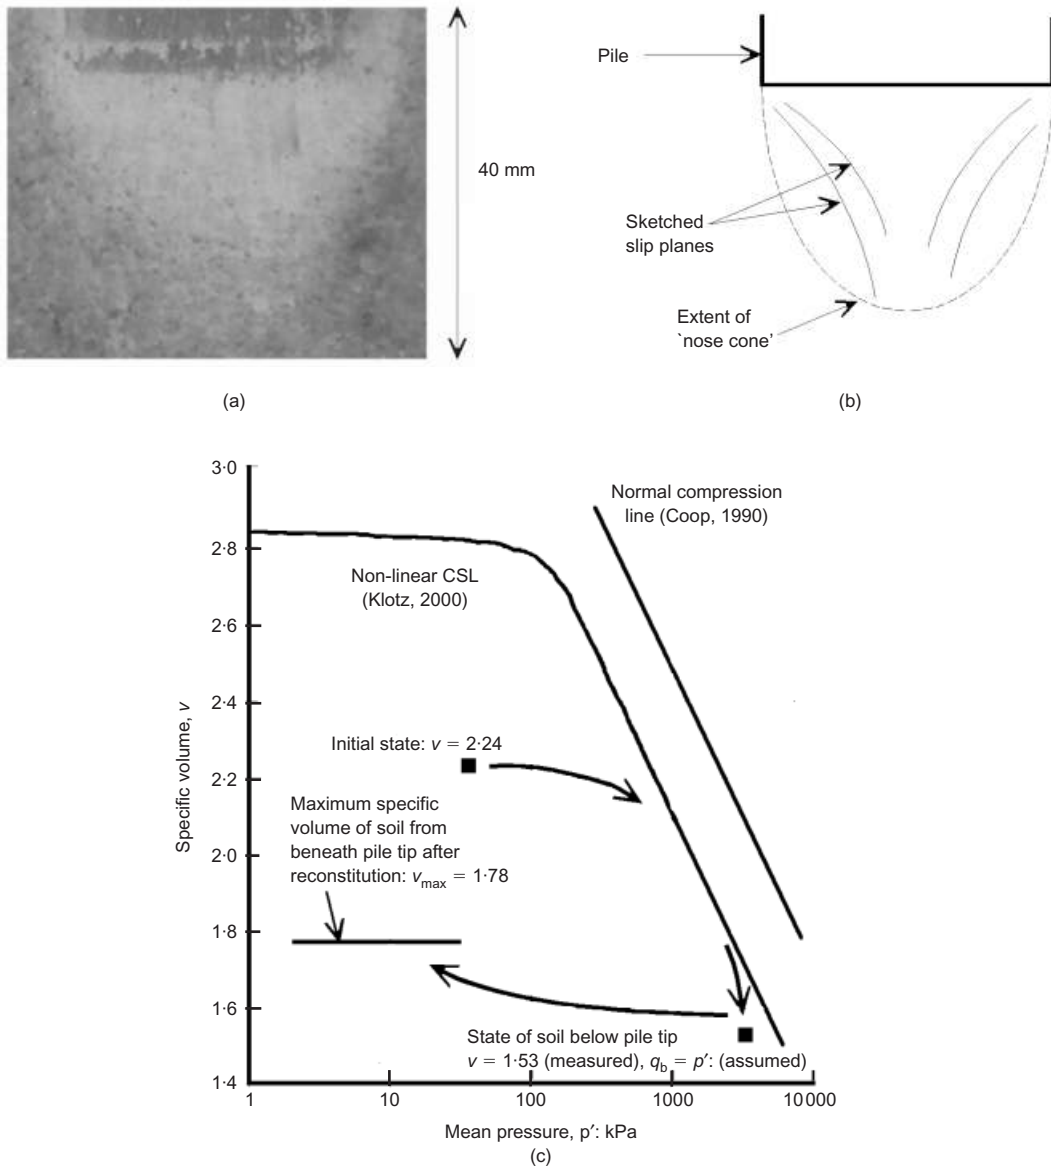 40 mm
(a)
Pile
Sketched
slip planes
Extent of
‘nose cone’
(b)
3·0
2·8
2·6
2·4
2·2
2·0
1·8
1·6
1·4
Specific volume, v
Normal compression
line (Coop, 1990)
Non-linear CSL
(Klotz, 2000)
Initial state: v = 2·24
Maximum specific
volume of soil from
beneath pile tip after
reconstitution: vmax = 1·78
State of soil below pile tip
v = 1·53 (measured), qb = p′: (assumed)
1
10
100
1000
10 000
Mean pressure, p′: kPa
(c)